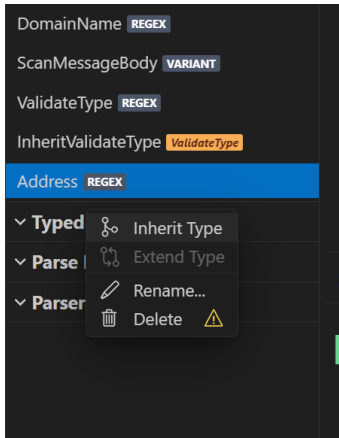 DomainName REGEX
ScanMessageBody VARIANT
ValidateType REGEX
InheritValidateType ValidateType
Address REGEX
Typed
Inherit Type
Extend Type
Parse
Rename...
Parser
Delete